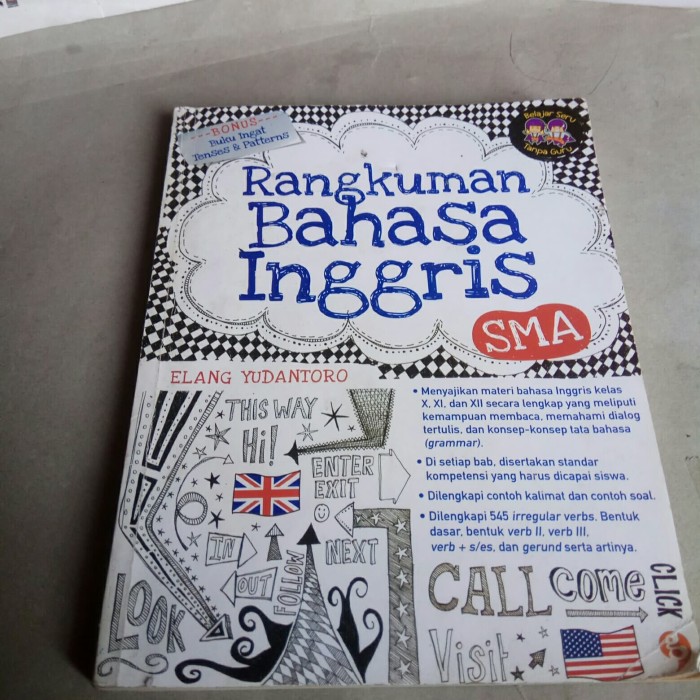 BONUS
Buku Ingat
Tenses & Patterns
Belajar Seru
Tanpa Guru
Rangkuman
Bahasa
Inggris
SMA
ELANG YUDANTORO
• Menyajikan materi bahasa Inggris kelas
X, XI, dan XII secara lengkap yang meliputi
kemampuan membaca, memahami dialog
tertulis, dan konsep-konsep tata bahasa
(grammar).
• Di setiap bab, disertakan standar
kompetensi yang harus dicapai siswa.
• Dilengkapi contoh kalimat dan contoh soal.
• Dilengkapi 545 irregular verbs. Bentuk
dasar, bentuk verb II, verb III,
verb + s/es, dan gerund serta artinya.
THIS WAY
Hi!
ENTER
EXIT
IN
OUT
FOLLOW
NEXT
LOOK
CALL
come
CLICK
Visit